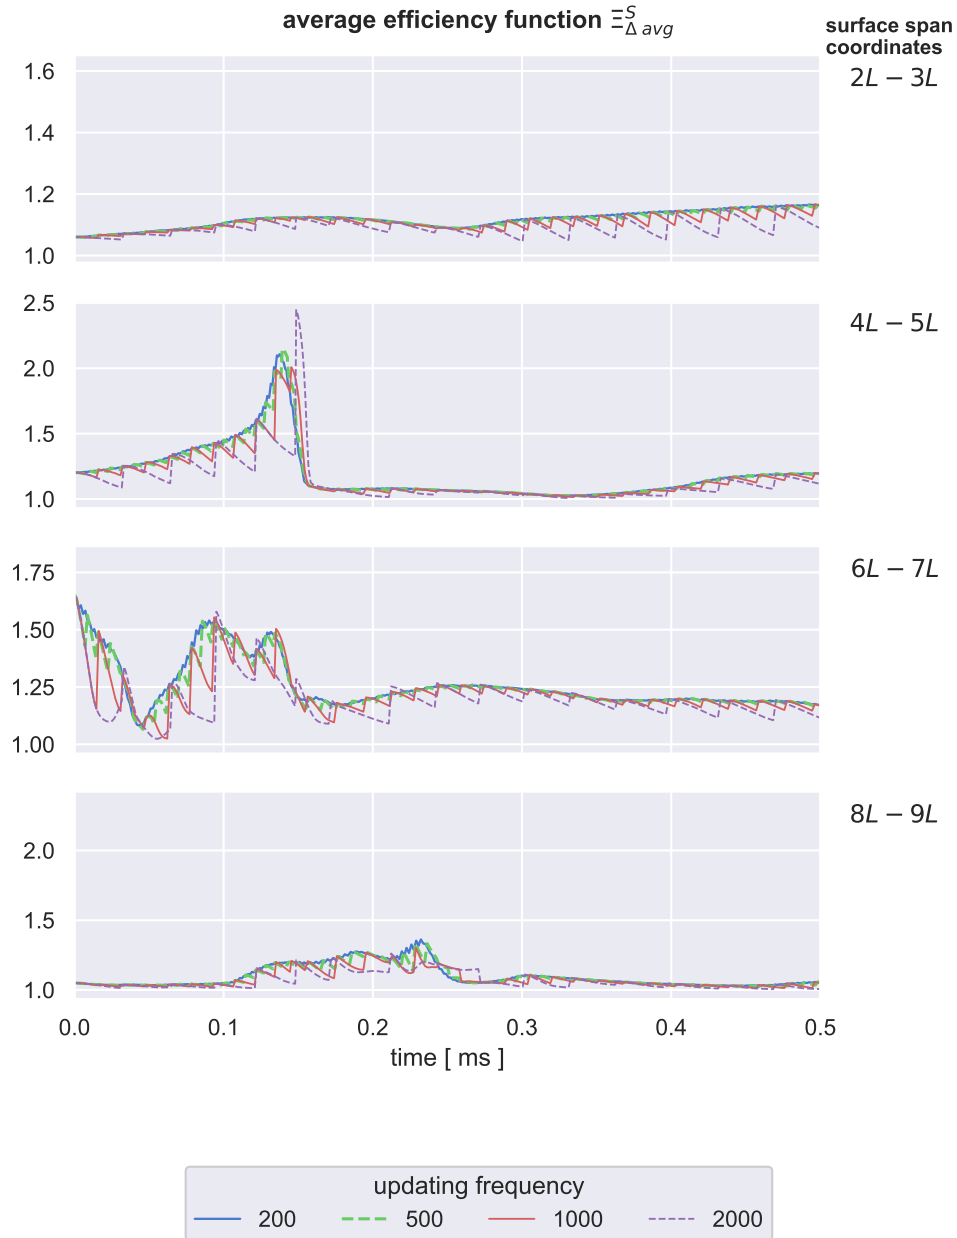 average efficiency function Ξ^S_Δ avg
surface span
coordinates
2L − 3L
1.6
1.4
1.2
1.0
4L − 5L
2.5
2.0
1.5
1.0
6L − 7L
1.75
1.50
1.25
1.00
8L − 9L
2.0
1.5
1.0
0.0 0.1 0.2 0.3 0.4 0.5
time [ ms ]
updating frequency
200 500 1000 2000